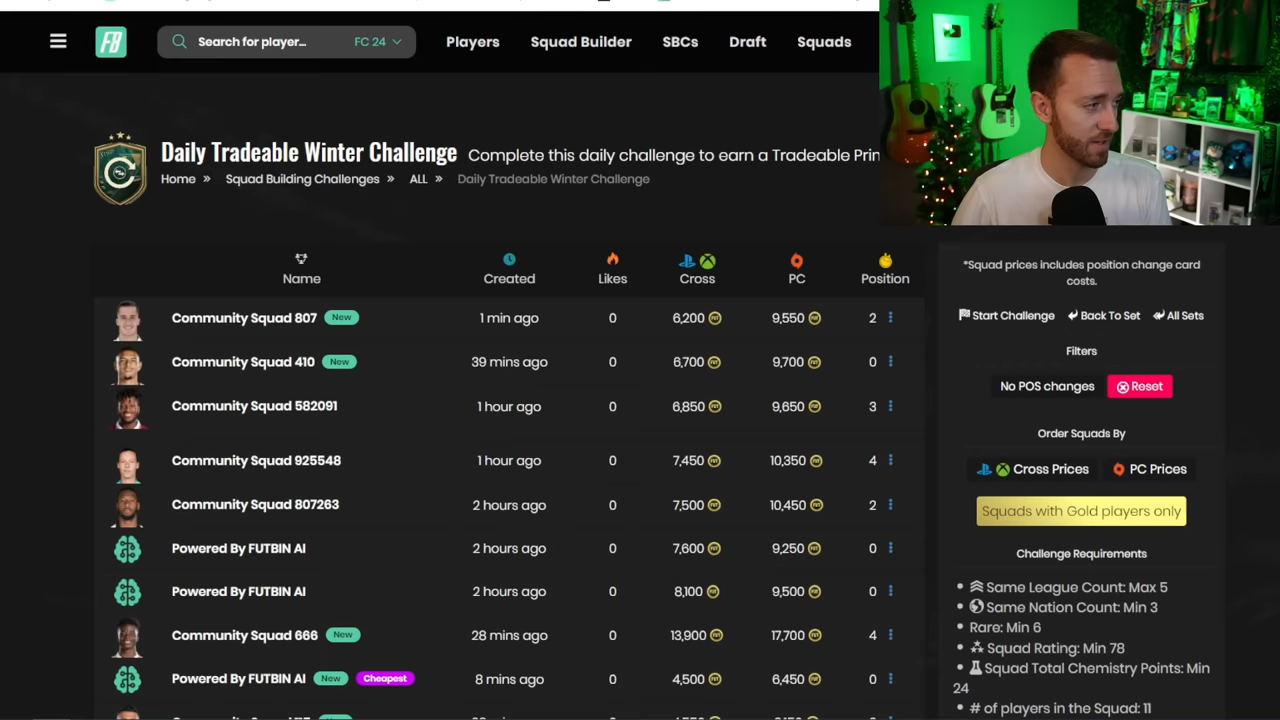 FB
Search for player...
FC 24
Players
Squad Builder
SBCs
Draft
Squads
Daily Tradeable Winter Challenge
Complete this daily challenge to earn a Tradeable Prin
Home » Squad Building Challenges » ALL » Daily Tradeable Winter Challenge
Name Created Likes Cross PC Position
Community Squad 807 New 1 min ago 0 6,200 9,550 2
Community Squad 410 New 39 mins ago 0 6,700 9,700 0
Community Squad 582091 1 hour ago 0 6,850 9,650 3
Community Squad 925548 1 hour ago 0 7,450 10,350 4
Community Squad 807263 2 hours ago 0 7,500 10,450 2
Powered By FUTBIN AI 2 hours ago 0 7,600 9,250 0
Powered By FUTBIN AI 2 hours ago 0 8,100 9,500 0
Community Squad 666 New 28 mins ago 0 13,900 17,700 4
Powered By FUTBIN AI New Cheapest 8 mins ago 0 4,500 6,450 0
*Squad prices includes position change card
costs.
Start Challenge Back To Set All Sets
Filters
No POS changes Reset
Order Squads By
Cross Prices PC Prices
Squads with Gold players only
Challenge Requirements
Same League Count: Max 5
Same Nation Count: Min 3
Rare: Min 6
Squad Rating: Min 78
Squad Total Chemistry Points: Min
24
# of players in the Squad: 11